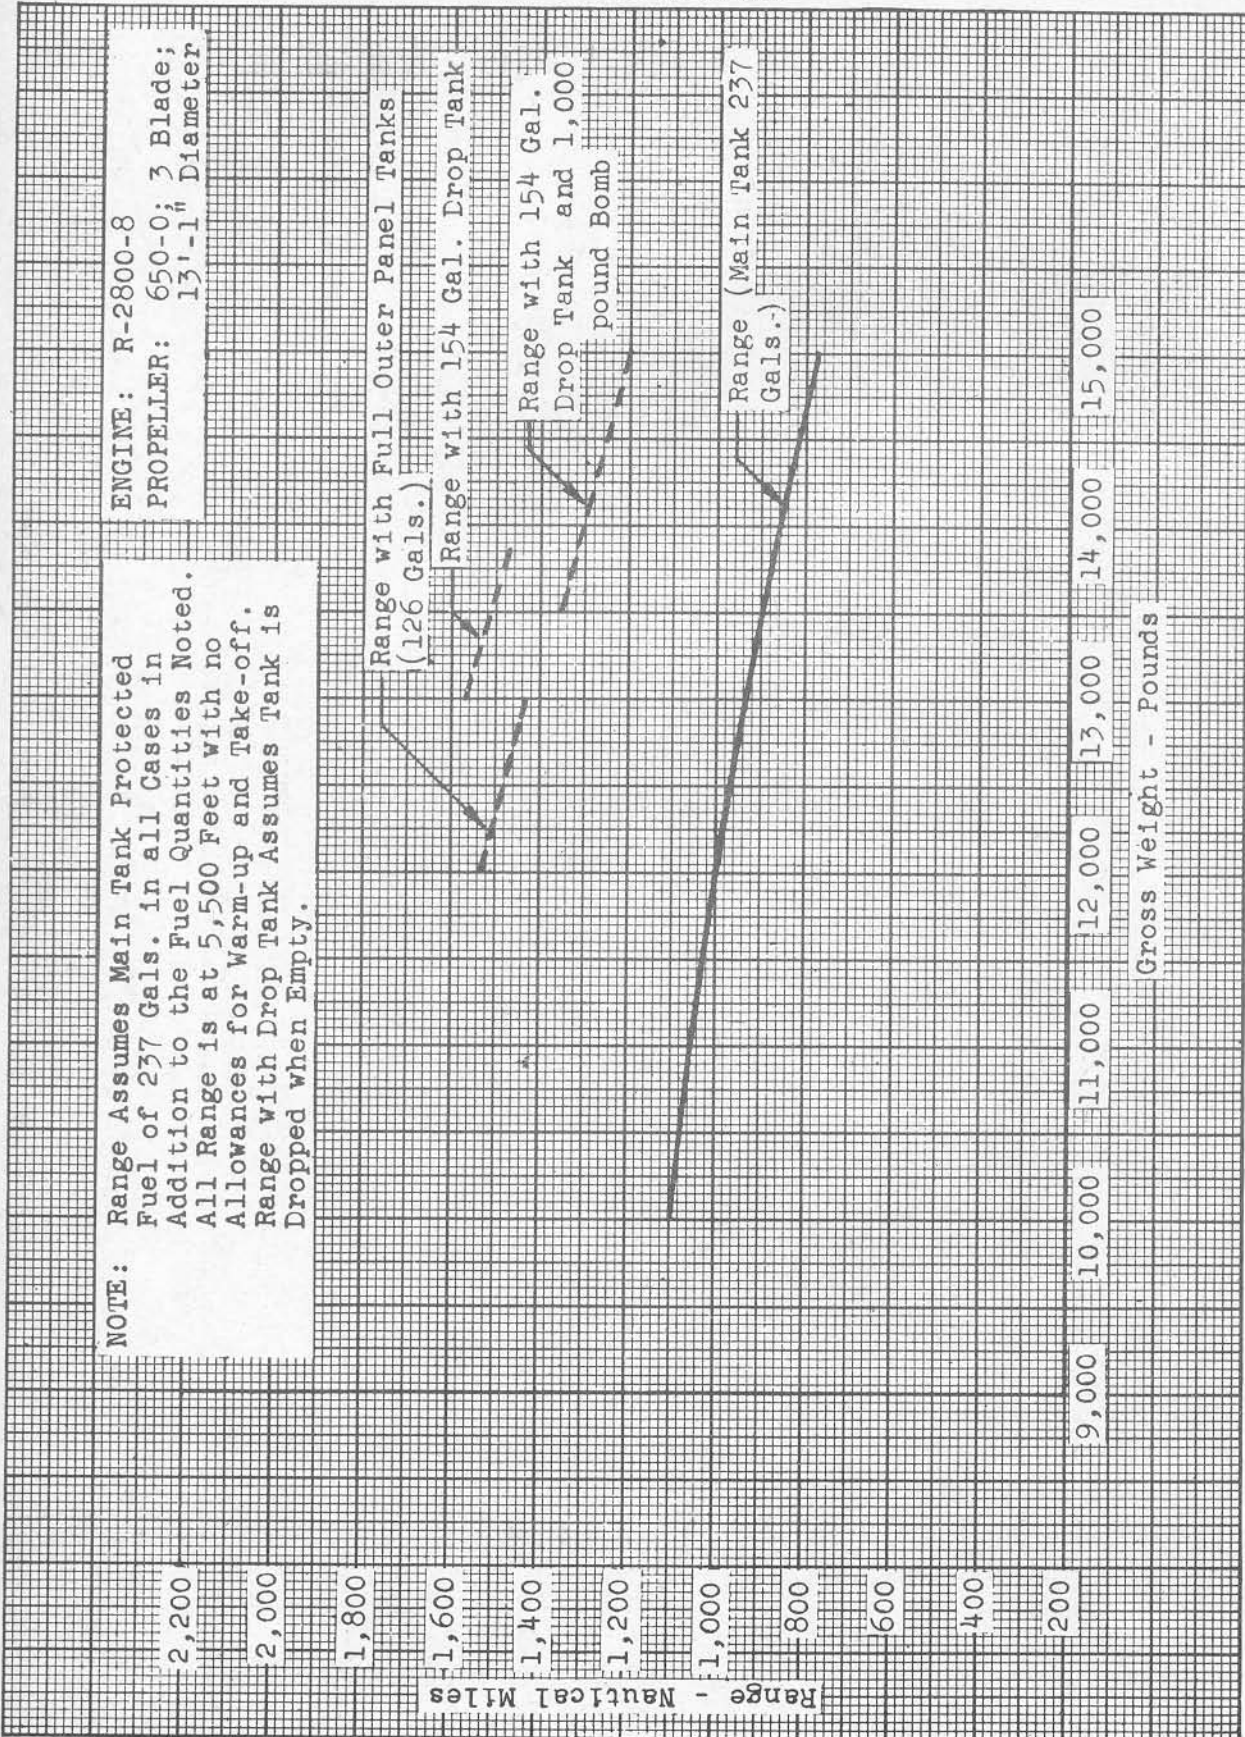 NOTE: Range Assumes Main Tank Protected
Fuel of 237 Gals. in all Cases in
Addition to the Fuel Quantities Noted.
All Range is at 5,500 Feet with no
Allowances for Warm-up and Take-off.
Range with Drop Tank Assumes Tank is
Dropped when Empty.
ENGINE: R-2800-8
PROPELLER: 650-0; 3 Blade;
13'-1" Diameter
Range with Full Outer Panel Tanks
(126 Gals.)
Range with 154 Gal. Drop Tank
Range with 154 Gal.
Drop Tank and 1,000
pound Bomb
Range (Main Tank 237
Gals.)
2,200
2,000
1,800
1,600
1,400
1,200
1,000
800
600
400
200
Range - Nautical Miles
9,000
10,000
11,000
12,000
13,000
14,000
15,000
Gross Weight - Pounds